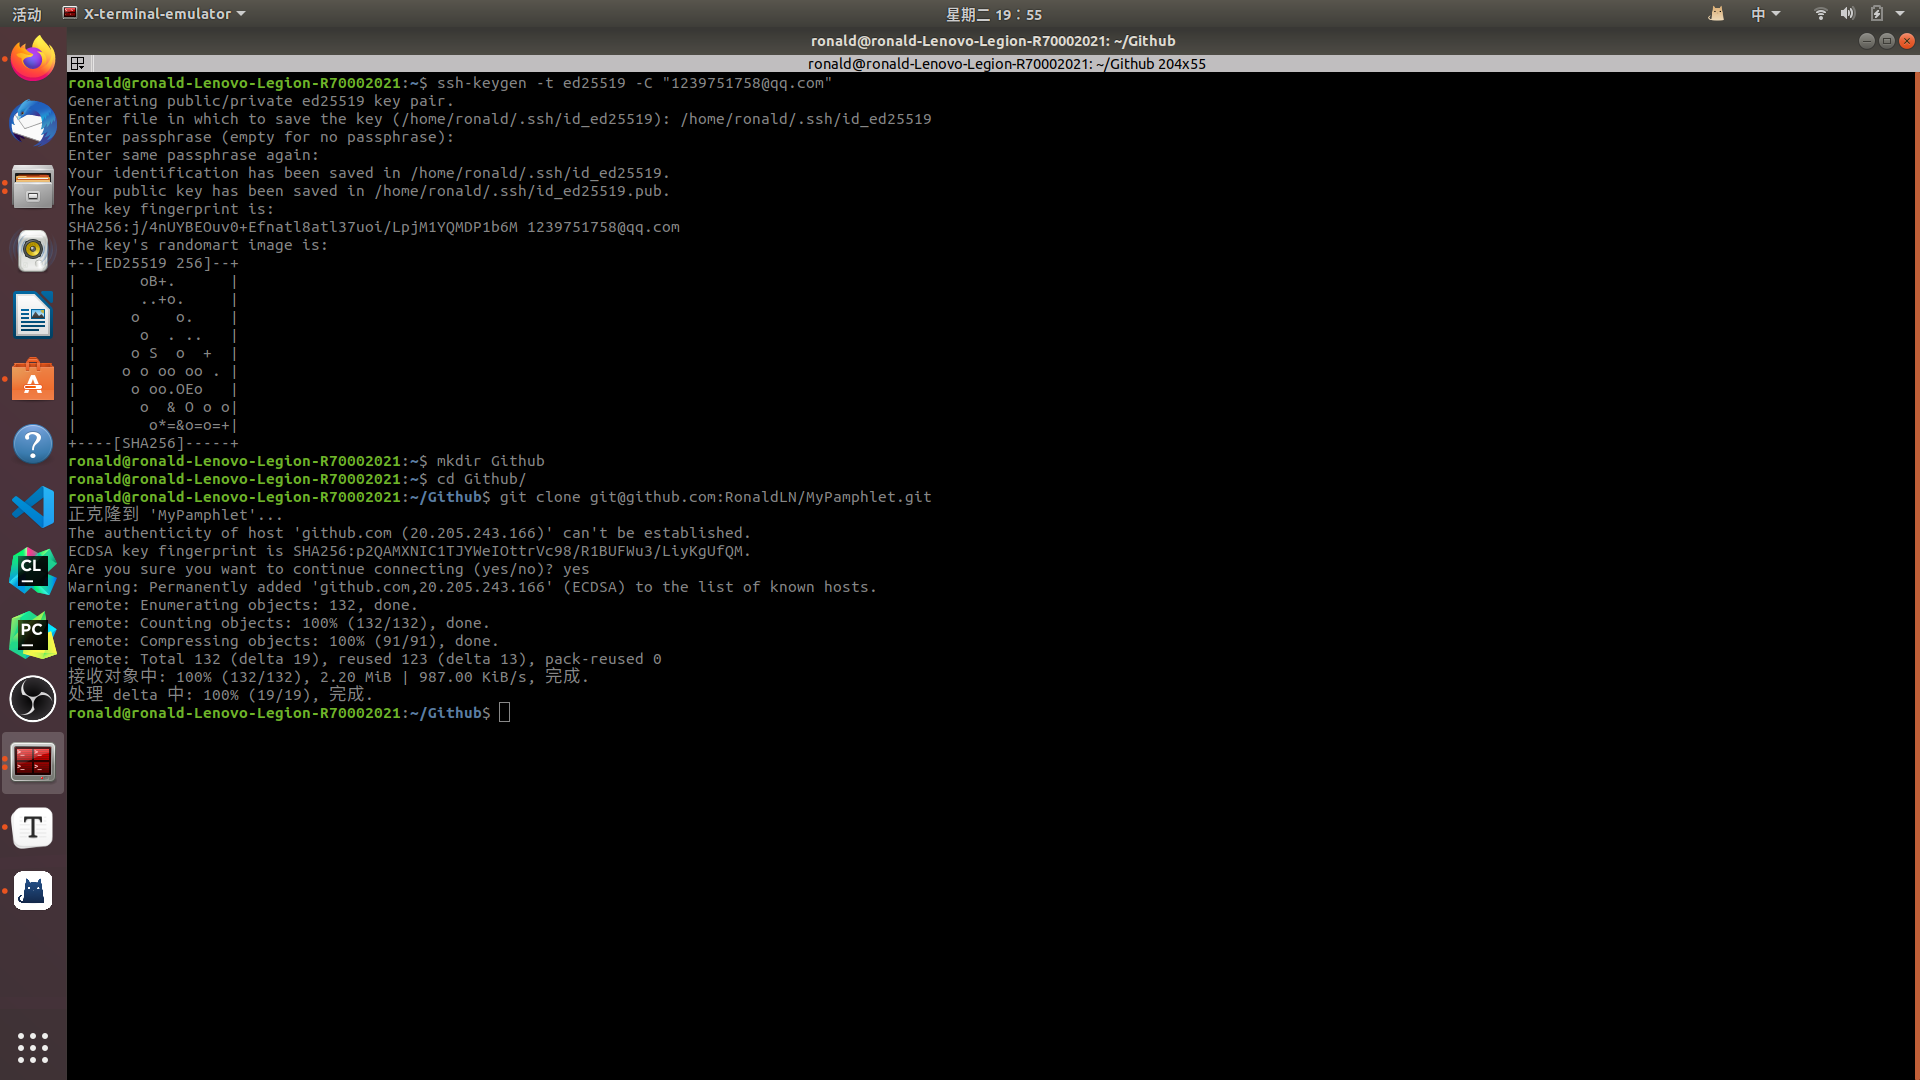 活动 X-terminal-emulator 星期二 19：55 中
ronald@ronald-Lenovo-Legion-R70002021: ~/Github
ronald@ronald-Lenovo-Legion-R70002021: ~/Github 204x55
ronald@ronald-Lenovo-Legion-R70002021:~$ ssh-keygen -t ed25519 -C "1239751758@qq.com"
Generating public/private ed25519 key pair.
Enter file in which to save the key (/home/ronald/.ssh/id_ed25519): /home/ronald/.ssh/id_ed25519
Enter passphrase (empty for no passphrase):
Enter same passphrase again:
Your identification has been saved in /home/ronald/.ssh/id_ed25519.
Your public key has been saved in /home/ronald/.ssh/id_ed25519.pub.
The key fingerprint is:
SHA256:j/4nUYBEOuv0+Efnatl8atl37uoi/LpjM1YQMDP1b6M 1239751758@qq.com
The key's randomart image is:
+--[ED25519 256]--+
|       oB+.      |
|       ..+o.     |
|      o    o.    |
|       o  . ..   |
|      o S  o  +  |
|     o o oo oo . |
|      o oo.OEo   |
|       o  & O o o|
|        o*=&o=o=+|
+----[SHA256]-----+
ronald@ronald-Lenovo-Legion-R70002021:~$ mkdir Github
ronald@ronald-Lenovo-Legion-R70002021:~$ cd Github/
ronald@ronald-Lenovo-Legion-R70002021:~/Github$ git clone git@github.com:RonaldLN/MyPamphlet.git
正克隆到 'MyPamphlet'...
The authenticity of host 'github.com (20.205.243.166)' can't be established.
ECDSA key fingerprint is SHA256:p2QAMXNIC1TJYWeIOttrVc98/R1BUFWu3/LiyKgUfQM.
Are you sure you want to continue connecting (yes/no)? yes
Warning: Permanently added 'github.com,20.205.243.166' (ECDSA) to the list of known hosts.
remote: Enumerating objects: 132, done.
remote: Counting objects: 100% (132/132), done.
remote: Compressing objects: 100% (91/91), done.
remote: Total 132 (delta 19), reused 123 (delta 13), pack-reused 0
接收对象中: 100% (132/132), 2.20 MiB | 987.00 KiB/s, 完成.
处理 delta 中: 100% (19/19), 完成.
ronald@ronald-Lenovo-Legion-R70002021:~/Github$
CL
PC
T